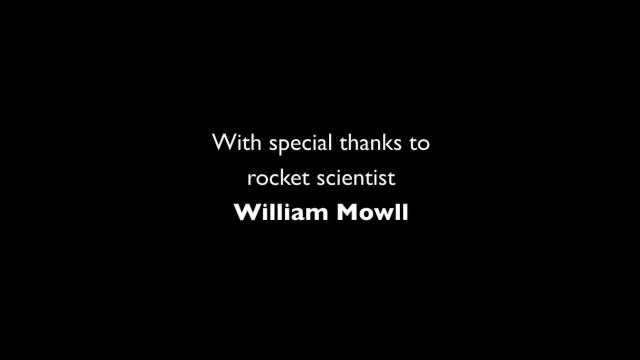 With special thanks to
rocket scientist
William Mowll